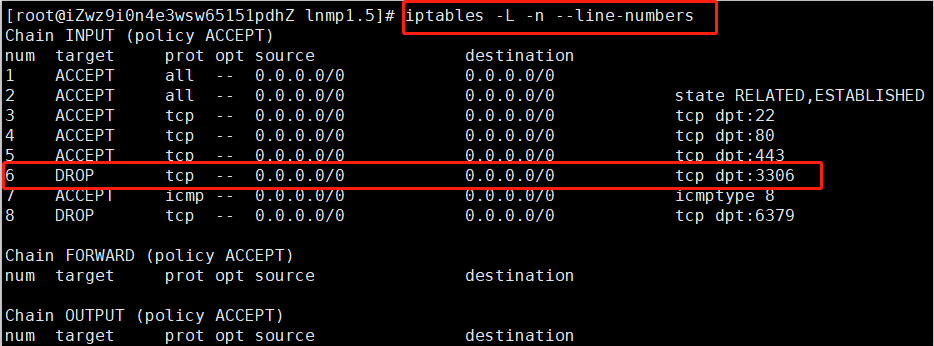 [root@iZwz9i0n4e3wsw65151pdhZ lnmp1.5]# iptables -L -n --line-numbers
Chain INPUT (policy ACCEPT)
num  target     prot opt source               destination
1    ACCEPT     all  --  0.0.0.0/0            0.0.0.0/0
2    ACCEPT     all  --  0.0.0.0/0            0.0.0.0/0            state RELATED,ESTABLISHED
3    ACCEPT     tcp  --  0.0.0.0/0            0.0.0.0/0            tcp dpt:22
4    ACCEPT     tcp  --  0.0.0.0/0            0.0.0.0/0            tcp dpt:80
5    ACCEPT     tcp  --  0.0.0.0/0            0.0.0.0/0            tcp dpt:443
6    DROP       tcp  --  0.0.0.0/0            0.0.0.0/0            tcp dpt:3306
7    ACCEPT     icmp --  0.0.0.0/0            0.0.0.0/0            icmptype 8
8    DROP       tcp  --  0.0.0.0/0            0.0.0.0/0            tcp dpt:6379
Chain FORWARD (policy ACCEPT)
num  target     prot opt source               destination
Chain OUTPUT (policy ACCEPT)
num  target     prot opt source               destination